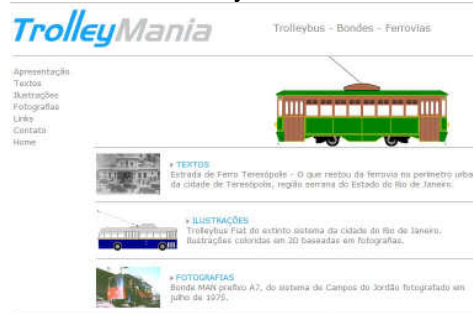 TrolleyMania
Trolleybus - Bondes - Ferrovias
Apresentação
Textos
Ilustrações
Fotografias
Links
Contato
Home
» TEXTOS
Estrada de Ferro Teresópolis - O que restou da ferrovia no perímetro urba
da cidade de Teresópolis, região serrana do Estado do Rio de Janeiro.
» ILUSTRAÇÕES
Trolleybus Fiat do extinto sistema da cidade do Rio de Janeiro.
Ilustrações coloridas em 2D baseadas em fotografias.
» FOTOGRAFIAS
Bonde MAN prefixo A7, do sistema de Campos do Jordão fotografado em
julho de 1975.